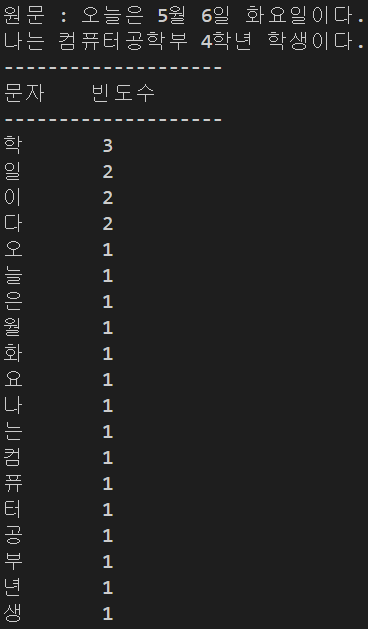 원문 : 오늘은 5월 6일 화요일이다.
나는 컴퓨터공학부 4학년 학생이다.
--------------------
문자 빈도수
--------------------
학 3
일 2
이 2
다 2
오 1
늘 1
은 1
월 1
화 1
요 1
나 1
는 1
컴 1
퓨 1
터 1
공 1
부 1
년 1
생 1